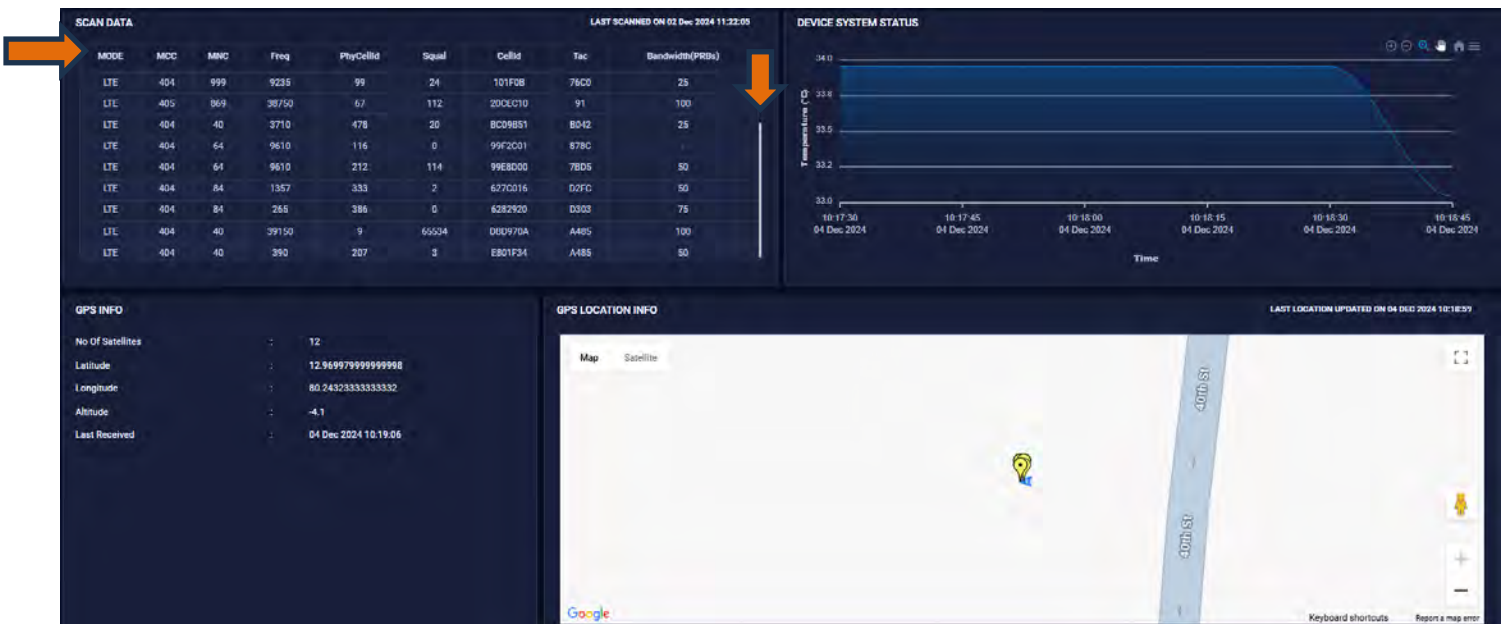 SCAN DATA LAST SCANNED ON 02 Dec 2024 11:22:05
MODE MCC MNC Freq PhyCellId Squal CellId Tac Bandwidth(PRBs)
LTE 404 999 9235 99 24 101F0B 76C0 25
LTE 405 869 38750 67 112 20CEC10 91 100
LTE 404 40 3710 478 20 BC09B51 B042 25
LTE 404 64 9610 116 0 99F2C01 878C -
LTE 404 64 9610 212 114 99E8D00 7BD5 50
LTE 404 84 1357 333 2 627C016 D2FC 50
LTE 404 84 265 386 0 6282920 D303 75
LTE 404 40 39150 9 65534 D8D970A A485 100
LTE 404 40 390 207 3 E801F34 A485 50
DEVICE SYSTEM STATUS
34.0
33.8
33.5
33.2
33.0
Temperature (°C)
10:17:30 10:17:45 10:18:00 10:18:15 10:18:30 10:18:45
04 Dec 2024 04 Dec 2024 04 Dec 2024 04 Dec 2024 04 Dec 2024 04 Dec 2024
Time
GPS INFO
No Of Satellites : 12
Latitude : 12.969979999999998
Longitude : 80.24323333333332
Altitude : -4.1
Last Received : 04 Dec 2024 10:19:06
GPS LOCATION INFO LAST LOCATION UPDATED ON 04 DEC 2024 10:18:59
Map Satellite
40th St
40th St
Google Keyboard shortcuts Report a map error